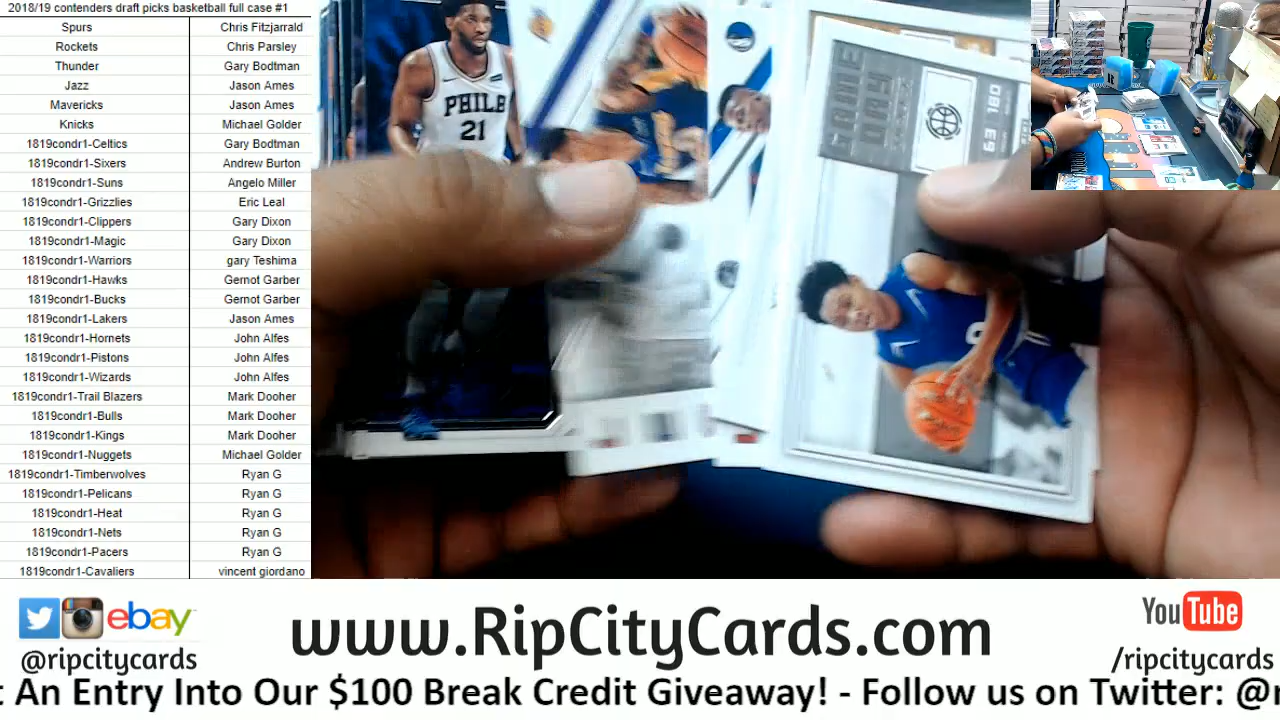 2018/19 contenders draft picks basketball full case #1
Spurs Chris Fitzjarrald
Rockets Chris Parsley
Thunder Gary Bodtman
Jazz Jason Ames
Mavericks Jason Ames
Knicks Michael Golder
1819condr1-Celtics Gary Bodtman
1819condr1-Sixers Andrew Burton
1819condr1-Suns Angelo Miller
1819condr1-Grizzlies Eric Leal
1819condr1-Clippers Gary Dixon
1819condr1-Magic Gary Dixon
1819condr1-Warriors gary Teshima
1819condr1-Hawks Gernot Garber
1819condr1-Bucks Gernot Garber
1819condr1-Lakers Jason Ames
1819condr1-Hornets John Alfes
1819condr1-Pistons John Alfes
1819condr1-Wizards John Alfes
1819condr1-Trail Blazers Mark Dooher
1819condr1-Bulls Mark Dooher
1819condr1-Kings Mark Dooher
1819condr1-Nuggets Michael Golder
1819condr1-Timberwolves Ryan G
1819condr1-Pelicans Ryan G
1819condr1-Heat Ryan G
1819condr1-Nets Ryan G
1819condr1-Pacers Ryan G
1819condr1-Cavaliers vincent giordano
PHILA
21
GAME
DAY
63 180
ebay
@ripcitycards
www.RipCityCards.com
YouTube
/ripcitycards
An Entry Into Our $100 Break Credit Giveaway! - Follow us on Twitter: